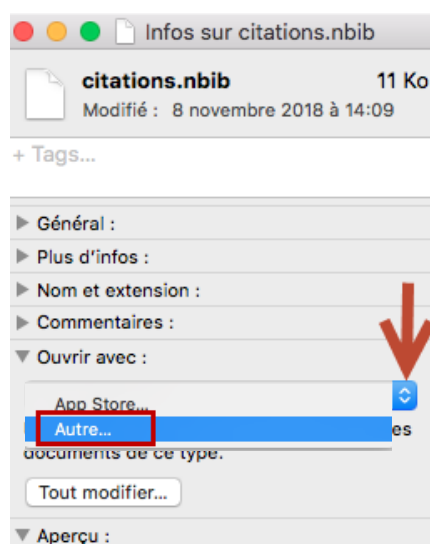 Infos sur citations.nbib
citations.nbib 11 Ko
Modifié : 8 novembre 2018 à 14:09
+ Tags...
Général :
Plus d'infos :
Nom et extension :
Commentaires :
Ouvrir avec :
App Store...
Autre...
es
documents de ce type.
Tout modifier...
Aperçu :